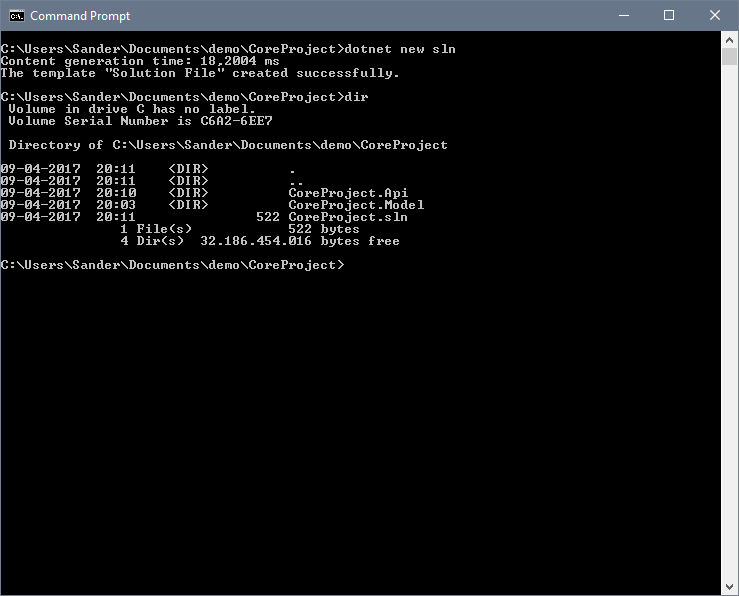 Command Prompt
C:\Users\Sander\Documents\demo\CoreProject>dotnet new sln
Content generation time: 18,2004 ms
The template "Solution File" created successfully.
C:\Users\Sander\Documents\demo\CoreProject>dir
 Volume in drive C has no label.
 Volume Serial Number is C6A2-6EE7
 Directory of C:\Users\Sander\Documents\demo\CoreProject
09-04-2017  20:11    <DIR>          .
09-04-2017  20:11    <DIR>          ..
09-04-2017  20:10    <DIR>          CoreProject.Api
09-04-2017  20:03    <DIR>          CoreProject.Model
09-04-2017  20:11               522 CoreProject.sln
               1 File(s)            522 bytes
               4 Dir(s)  32.186.454.016 bytes free
C:\Users\Sander\Documents\demo\CoreProject>